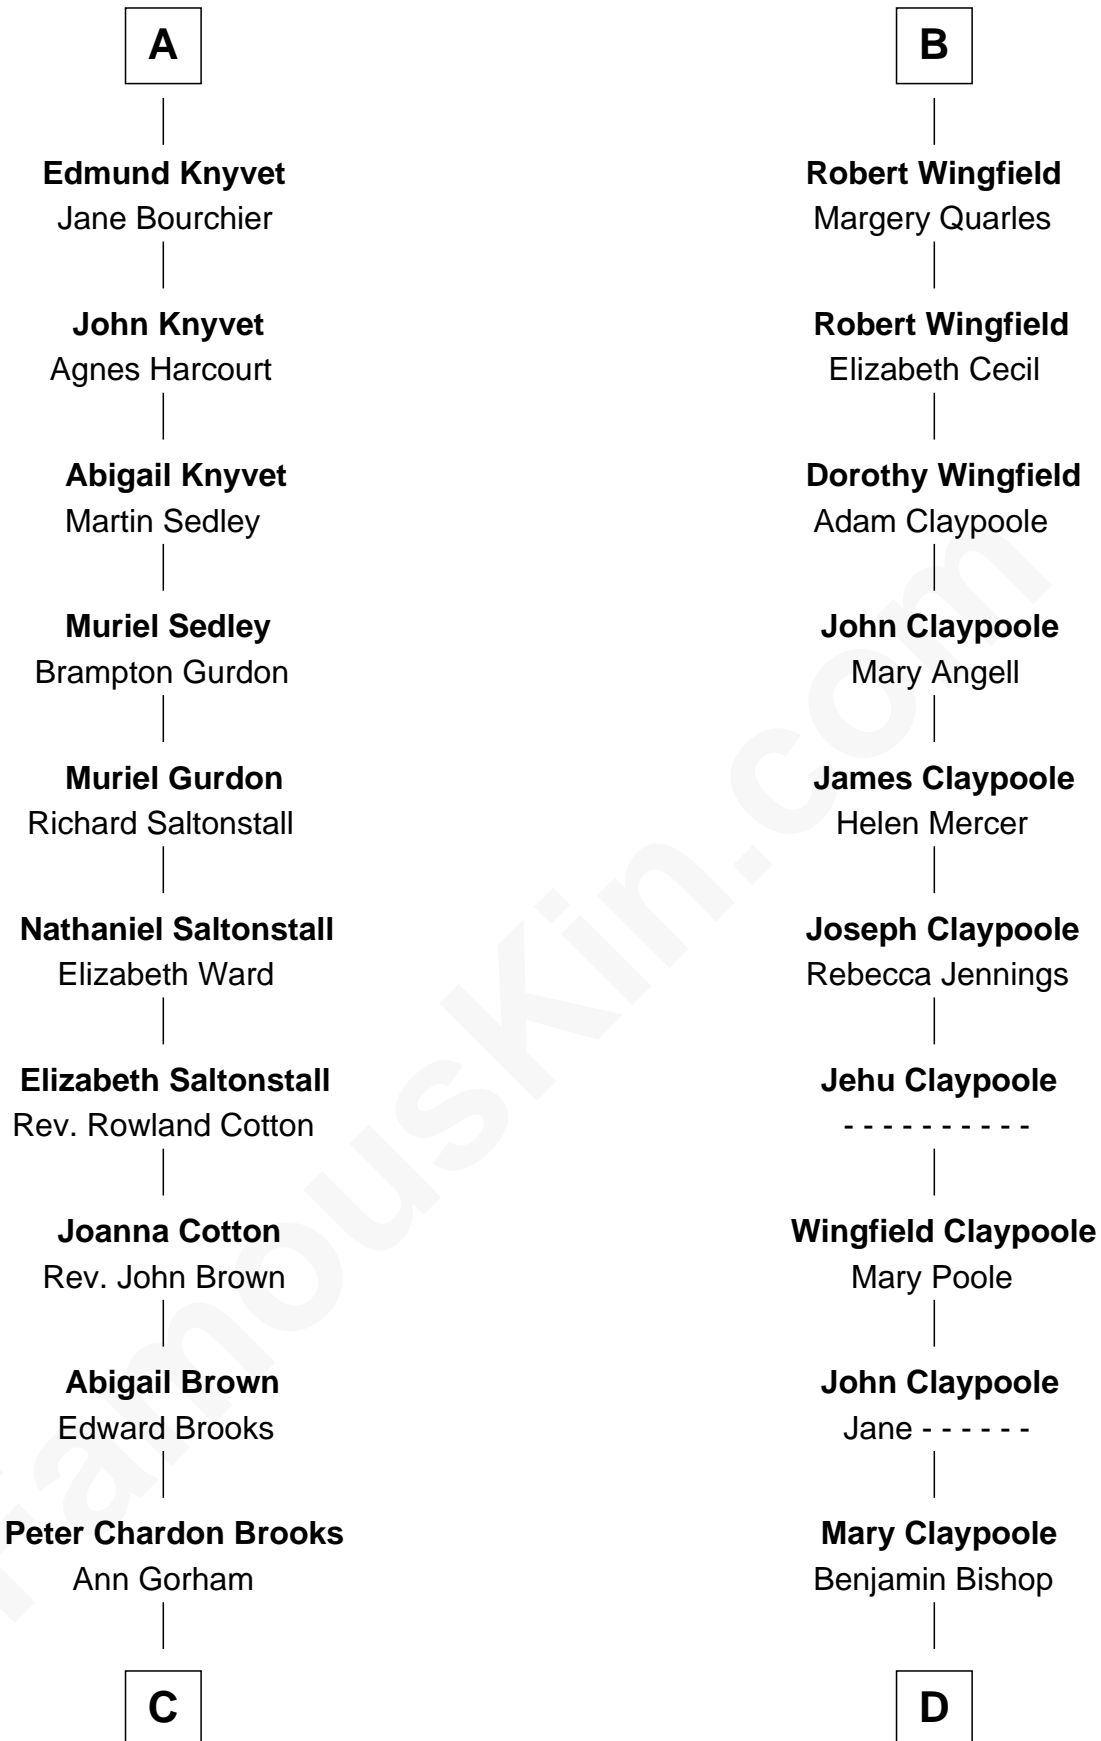 A
Edmund Knyvet
Jane Bourchier
John Knyvet
Agnes Harcourt
Abigail Knyvet
Martin Sedley
Muriel Sedley
Brampton Gurdon
Muriel Gurdon
Richard Saltonstall
Nathaniel Saltonstall
Elizabeth Ward
Elizabeth Saltonstall
Rev. Rowland Cotton
Joanna Cotton
Rev. John Brown
Abigail Brown
Edward Brooks
Peter Chardon Brooks
Ann Gorham
C
B
Robert Wingfield
Margery Quarles
Robert Wingfield
Elizabeth Cecil
Dorothy Wingfield
Adam Claypoole
John Claypoole
Mary Angell
James Claypoole
Helen Mercer
Joseph Claypoole
Rebecca Jennings
Jehu Claypoole
- - - - - - - - - -
Wingfield Claypoole
Mary Poole
John Claypoole
Jane - - - - - -
Mary Claypoole
Benjamin Bishop
D
FamousKin.com